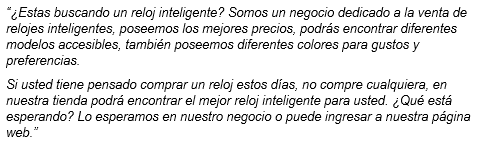 “¿Estas buscando un reloj inteligente? Somos un negocio dedicado a la venta de
relojes inteligentes, poseemos los mejores precios, podrás encontrar diferentes
modelos accesibles, también poseemos diferentes colores para gustos y
preferencias.
Si usted tiene pensado comprar un reloj estos días, no compre cualquiera, en
nuestra tienda podrá encontrar el mejor reloj inteligente para usted. ¿Qué está
esperando? Lo esperamos en nuestro negocio o puede ingresar a nuestra página
web.”